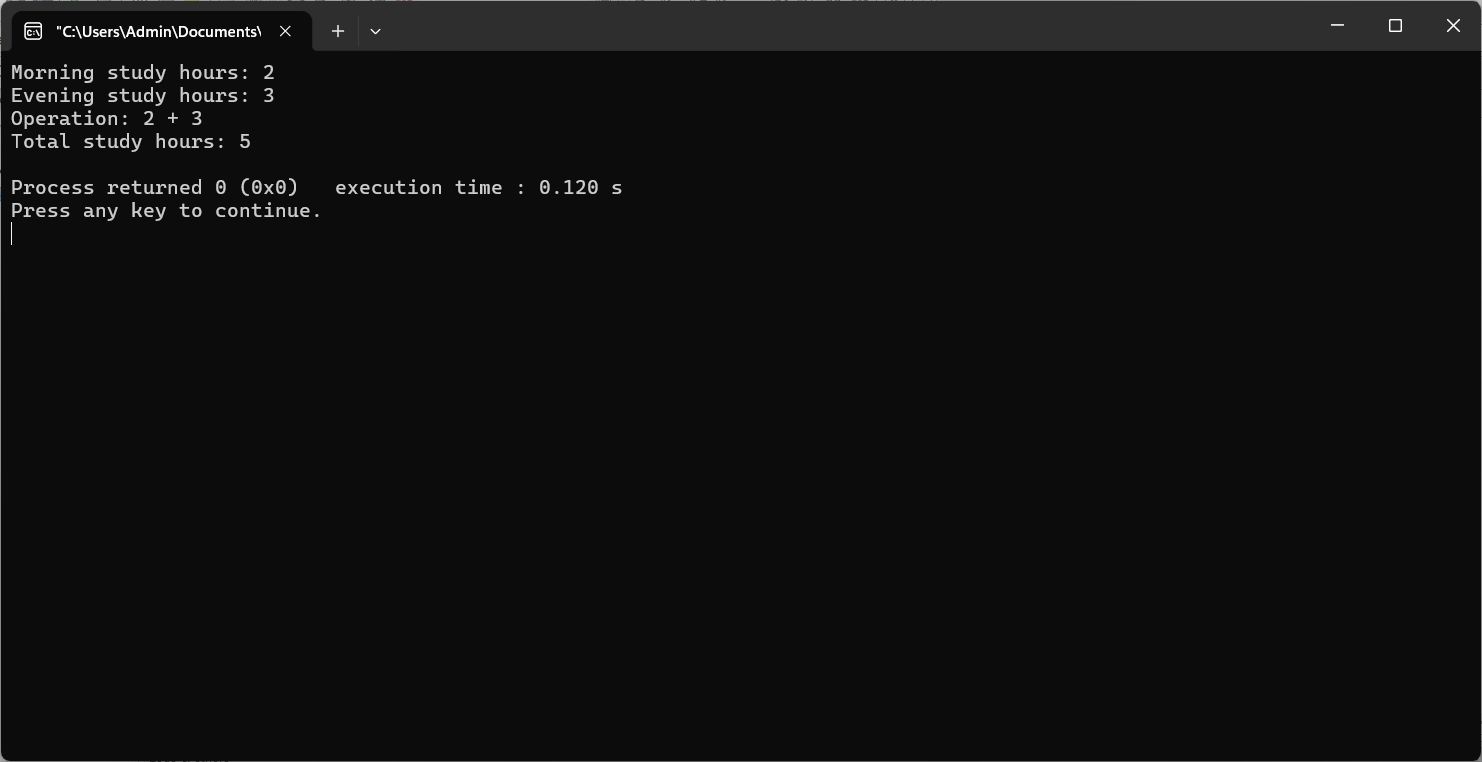 "C:\Users\Admin\Documents\
Morning study hours: 2
Evening study hours: 3
Operation: 2 + 3
Total study hours: 5
Process returned 0 (0x0)   execution time : 0.120 s
Press any key to continue.